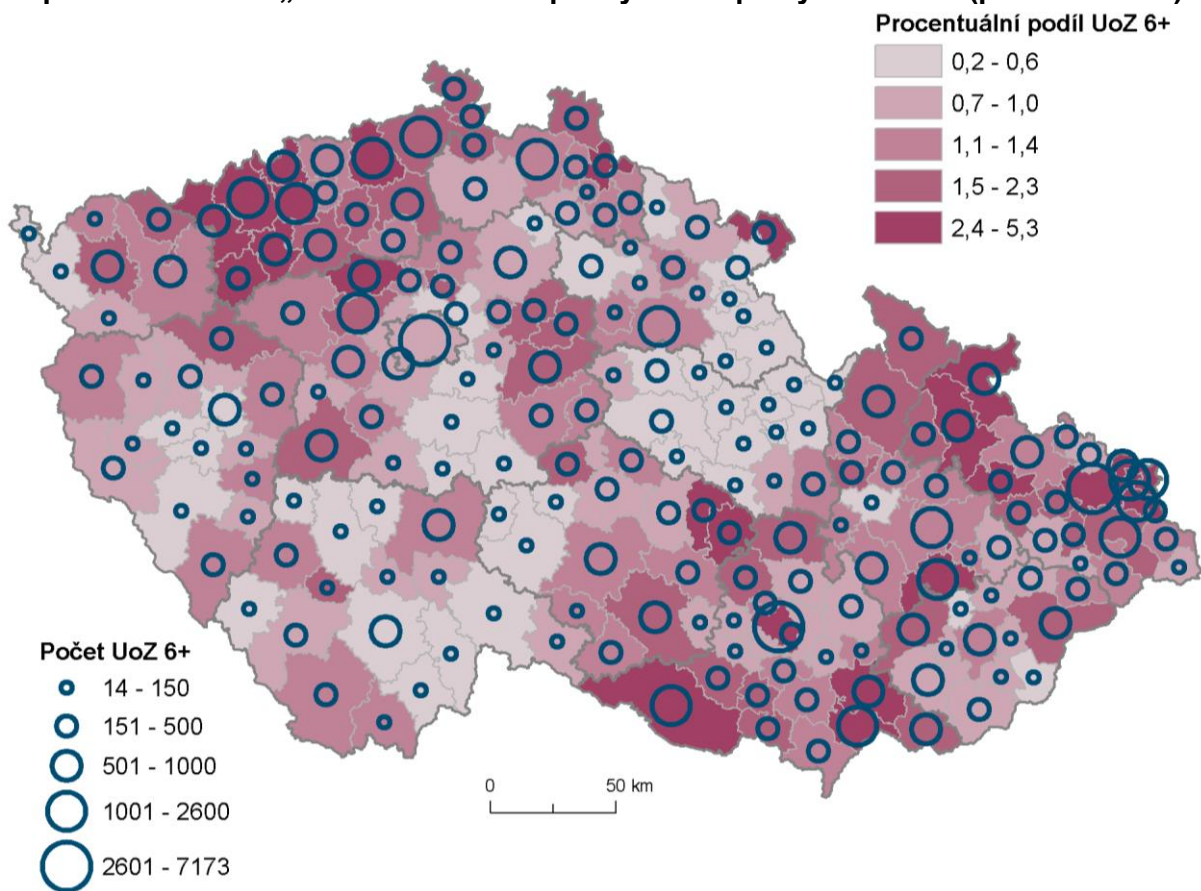 Procentuální podíl UoZ 6+
0,2 - 0,6
0,7 - 1,0
1,1 - 1,4
1,5 - 2,3
2,4 - 5,3
Počet UoZ 6+
14 - 150
151 - 500
501 - 1000
1001 - 2600
2601 - 7173
0 50 km